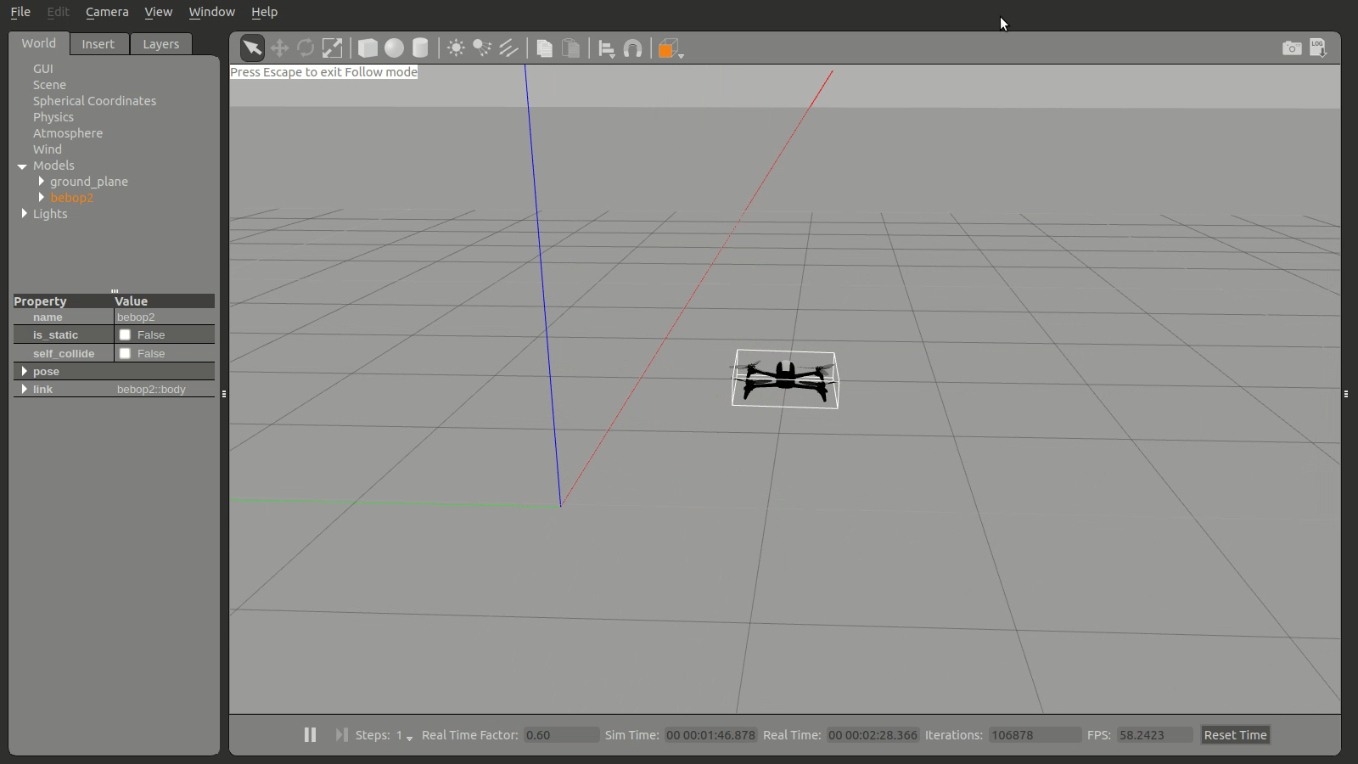 File Edit Camera View Window Help
World Insert Layers
GUI
Scene
Spherical Coordinates
Physics
Atmosphere
Wind
Models
ground_plane
bebop2
Lights
Property Value
name bebop2
is_static False
self_collide False
pose
link bebop2::body
LOG
Press Escape to exit Follow mode
Steps: 1 Real Time Factor: 0.60 Sim Time: 00 00:01:46.878 Real Time: 00 00:02:28.366 Iterations: 106878 FPS: 58.2423 Reset Time